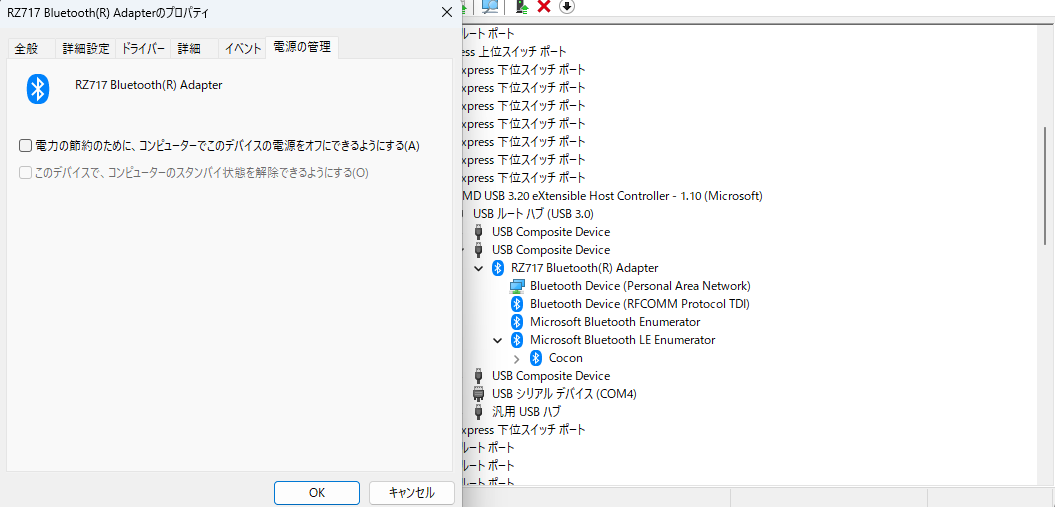 RZ717 Bluetooth(R) Adapterのプロパティ
全般 詳細設定 ドライバー 詳細 イベント 電源の管理
RZ717 Bluetooth(R) Adapter
電力の節約のために、コンピューターでこのデバイスの電源をオフにできるようにする(A)
このデバイスで、コンピューターのスタンバイ状態を解除できるようにする(O)
OK キャンセル
ルート ポート
ess 上位スイッチ ポート
xpress 下位スイッチ ポート
xpress 下位スイッチ ポート
xpress 下位スイッチ ポート
xpress 下位スイッチ ポート
xpress 下位スイッチ ポート
xpress 下位スイッチ ポート
xpress 下位スイッチ ポート
MD USB 3.20 eXtensible Host Controller - 1.10 (Microsoft)
USB ルート ハブ (USB 3.0)
USB Composite Device
USB Composite Device
RZ717 Bluetooth(R) Adapter
Bluetooth Device (Personal Area Network)
Bluetooth Device (RFCOMM Protocol TDI)
Microsoft Bluetooth Enumerator
Microsoft Bluetooth LE Enumerator
Cocon
USB Composite Device
USB シリアル デバイス (COM4)
汎用 USB ハブ
xpress 下位スイッチ ポート
ルート ポート
ルート ポート
ルート ポート